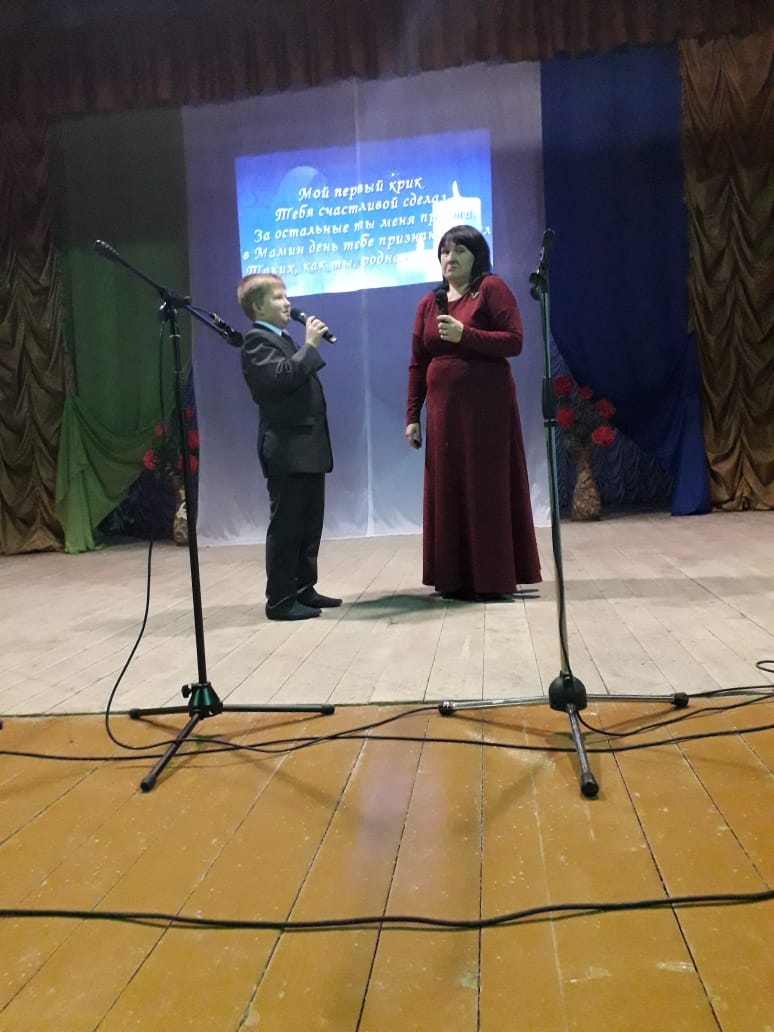 Мой первый крик
Тебя счастливой сделал,
За остальные ты меня
в Мамин день тебе
Таких, как ты,